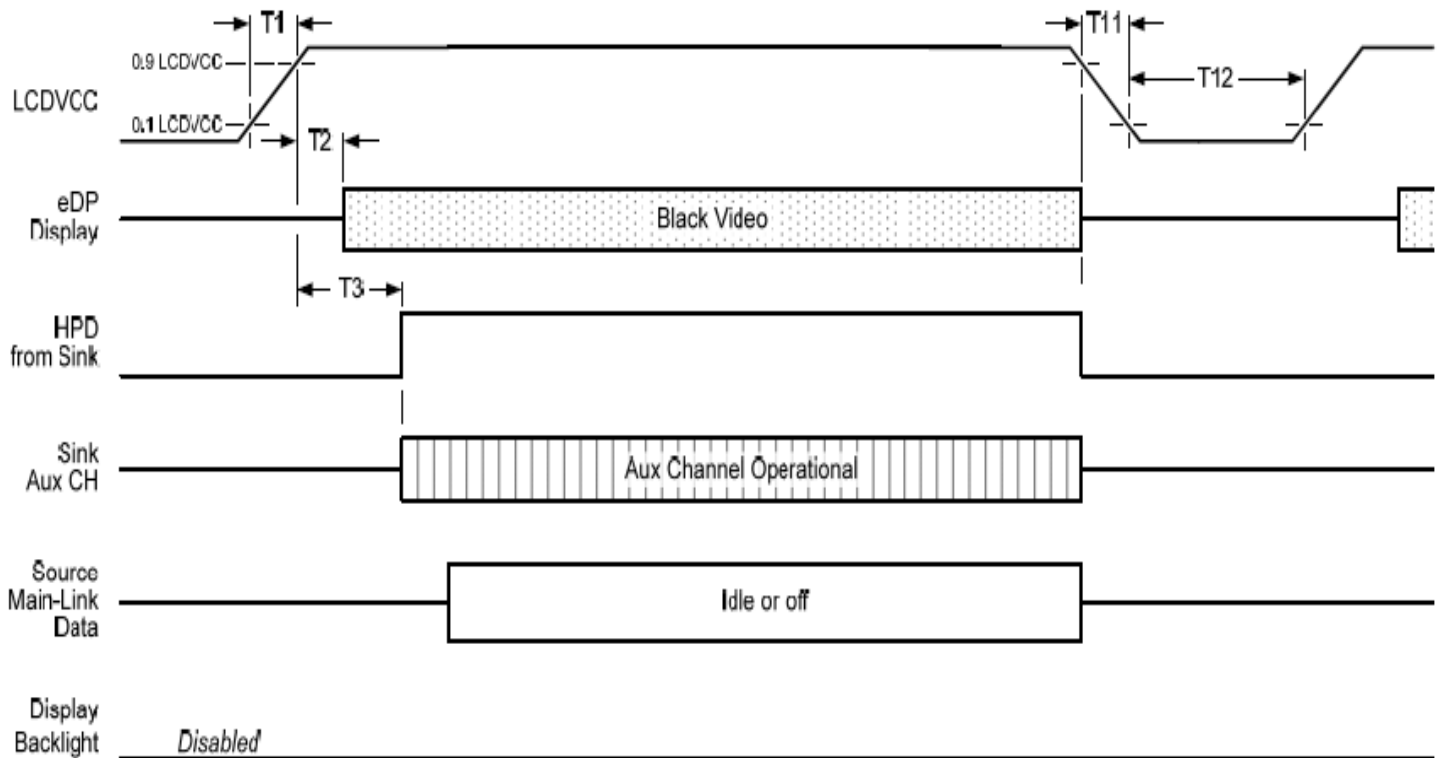 T1
T11
0.9 LCDVCC
LCDVCC
T12
0.1 LCDVCC
T2
eDP
Display
Black Video
T3
HPD
from Sink
Sink
Aux CH
Aux Channel Operational
Source
Main-Link
Data
Idle or off
Display
Backlight
Disabled